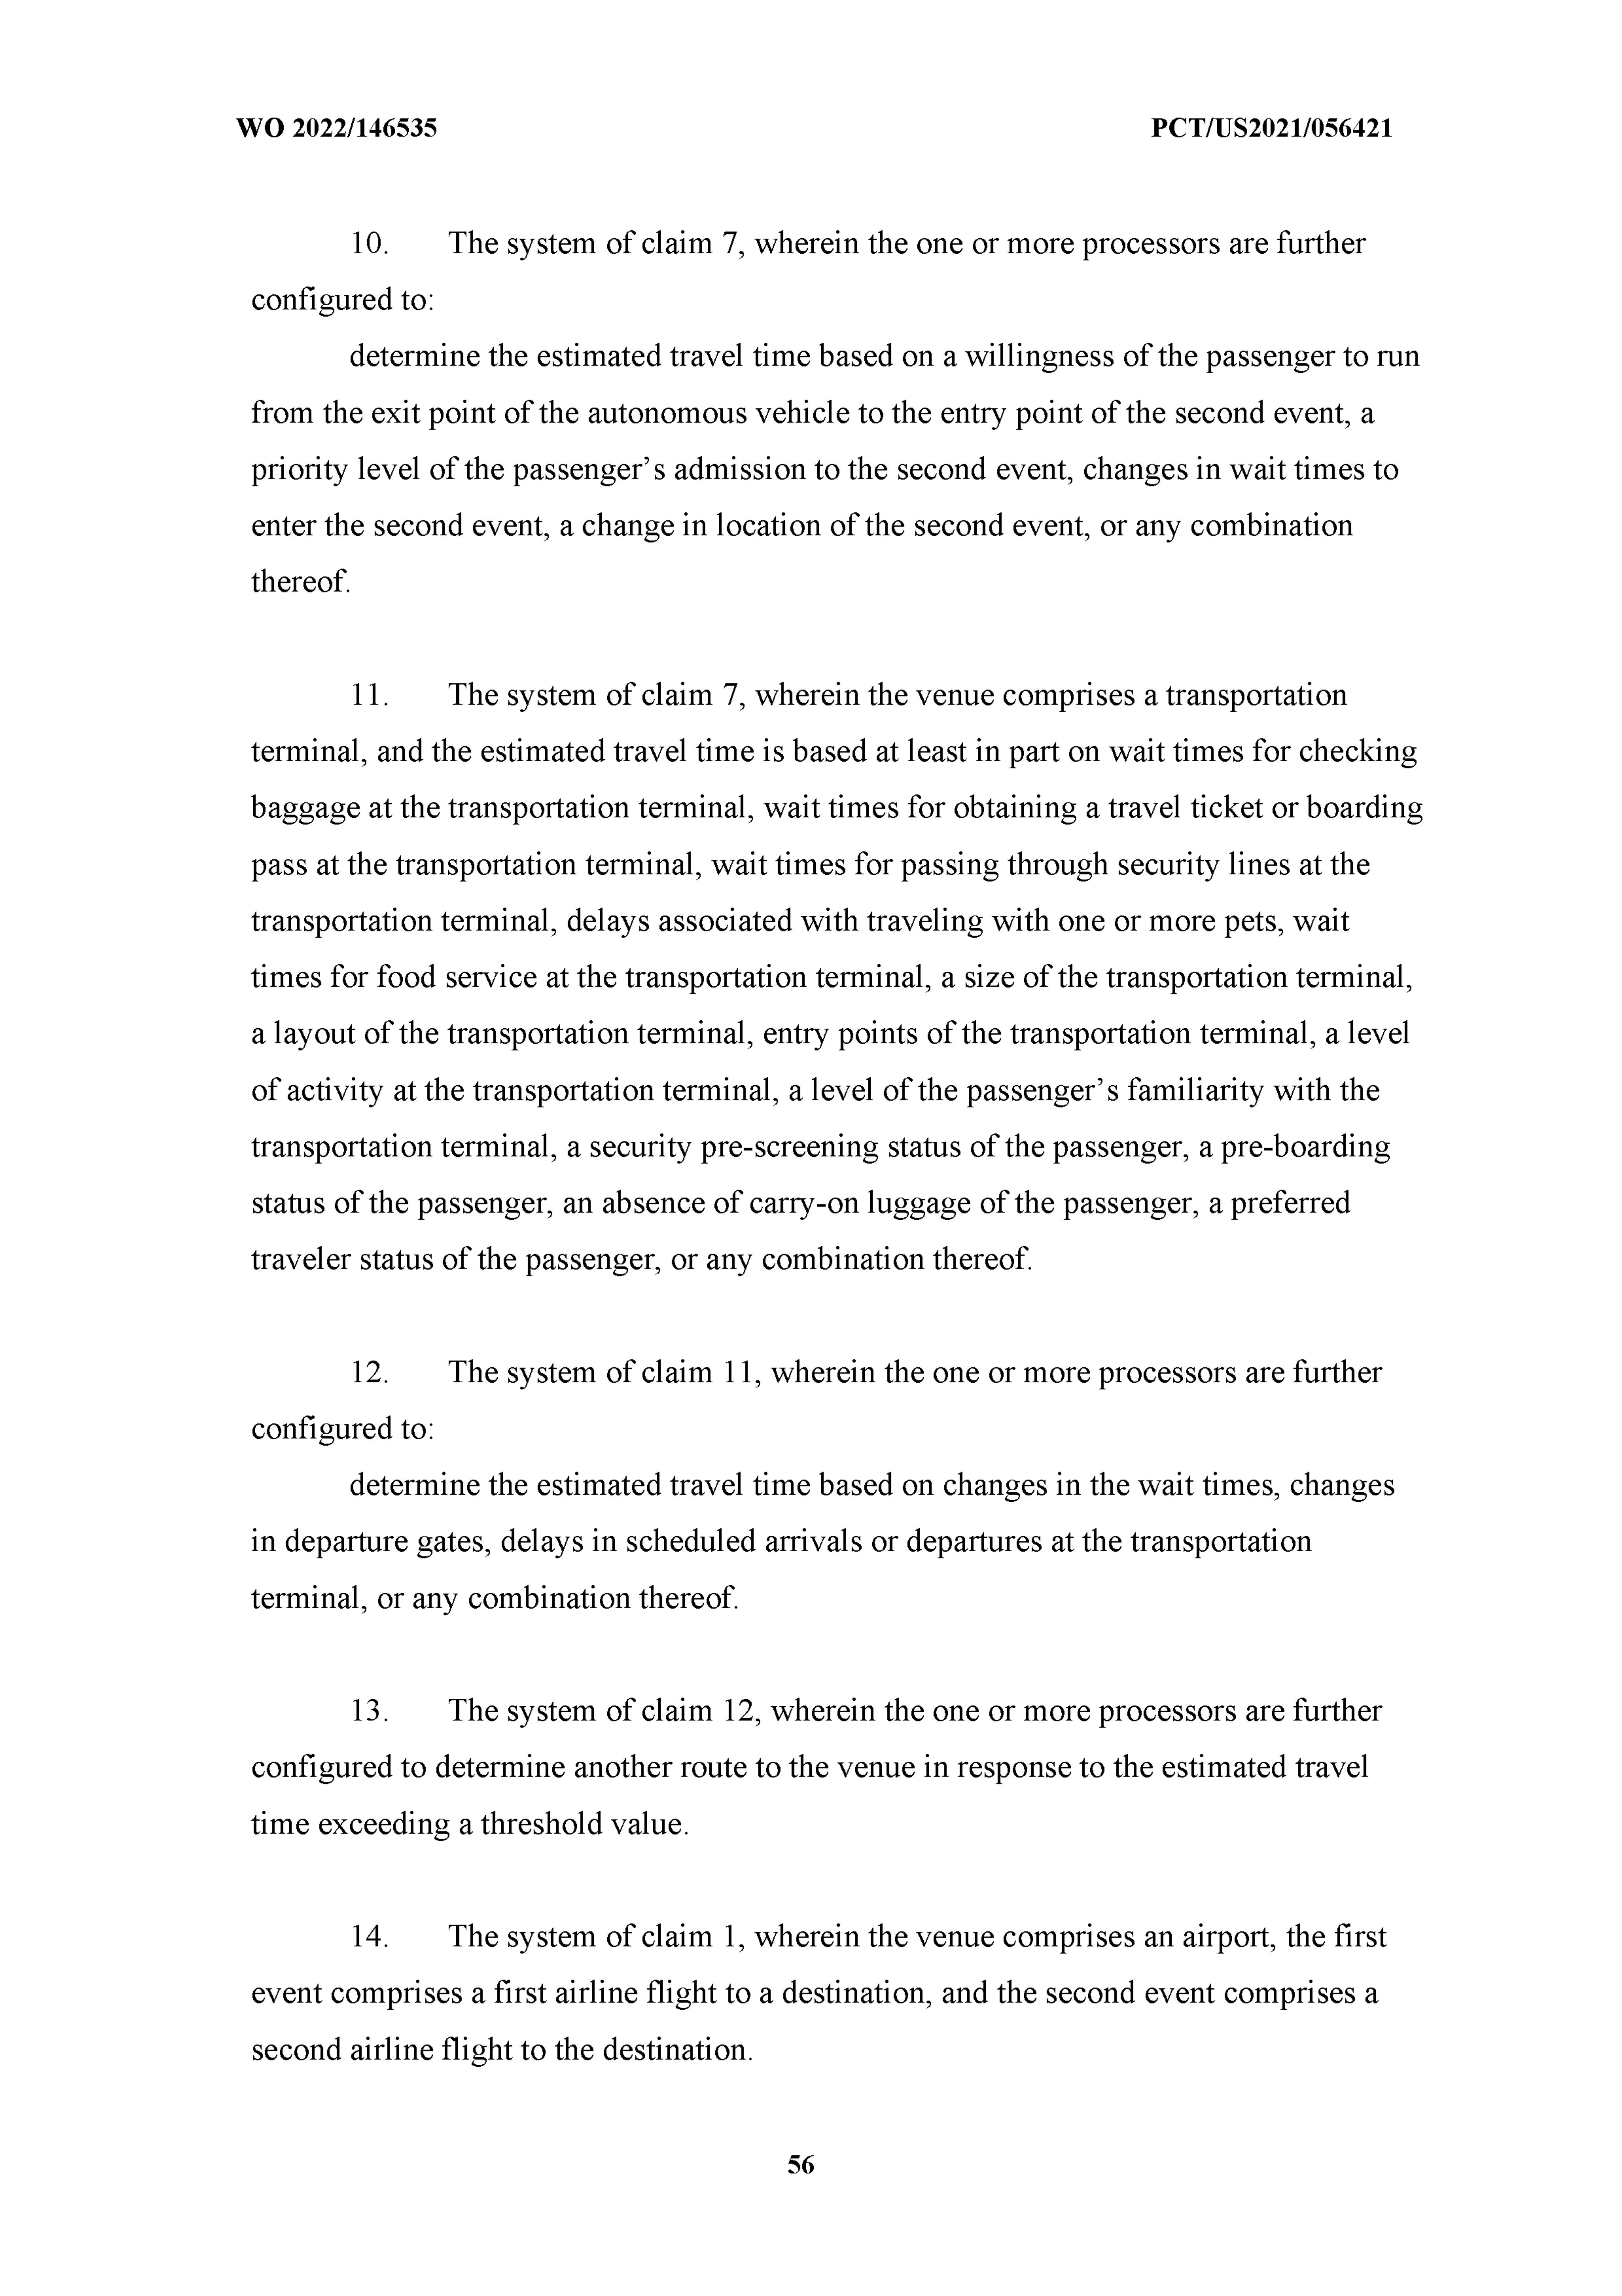 WO 2022/146535 PCT/US2021/056421
10. The system of claim 7, wherein the one or more processors are further
configured to:
determine the estimated travel time based on a willingness of the passenger to run
from the exit point of the autonomous vehicle to the entry point of the second event, a
priority level of the passenger’s admission to the second event, changes in wait times to
enter the second event, a change in location of the second event, or any combination
thereof.
11. The system of claim 7, wherein the venue comprises a transportation
terminal, and the estimated travel time is based at least in part on wait times for checking
baggage at the transportation terminal, wait times for obtaining a travel ticket or boarding
pass at the transportation terminal, wait times for passing through security lines at the
transportation terminal, delays associated with traveling with one or more pets, wait
times for food service at the transportation terminal, a size of the transportation terminal,
a layout of the transportation terminal, entry points of the transportation terminal, a level
of activity at the transportation terminal, a level of the passenger’s familiarity with the
transportation terminal, a security pre-screening status of the passenger, a pre-boarding
status of the passenger, an absence of carry-on luggage of the passenger, a preferred
traveler status of the passenger, or any combination thereof.
12. The system of claim 11, wherein the one or more processors are further
configured to:
determine the estimated travel time based on changes in the wait times, changes
in departure gates, delays in scheduled arrivals or departures at the transportation
terminal, or any combination thereof.
13. The system of claim 12, wherein the one or more processors are further
configured to determine another route to the venue in response to the estimated travel
time exceeding a threshold value.
14. The system of claim 1, wherein the venue comprises an airport, the first
event comprises a first airline flight to a destination, and the second event comprises a
second airline flight to the destination.
56